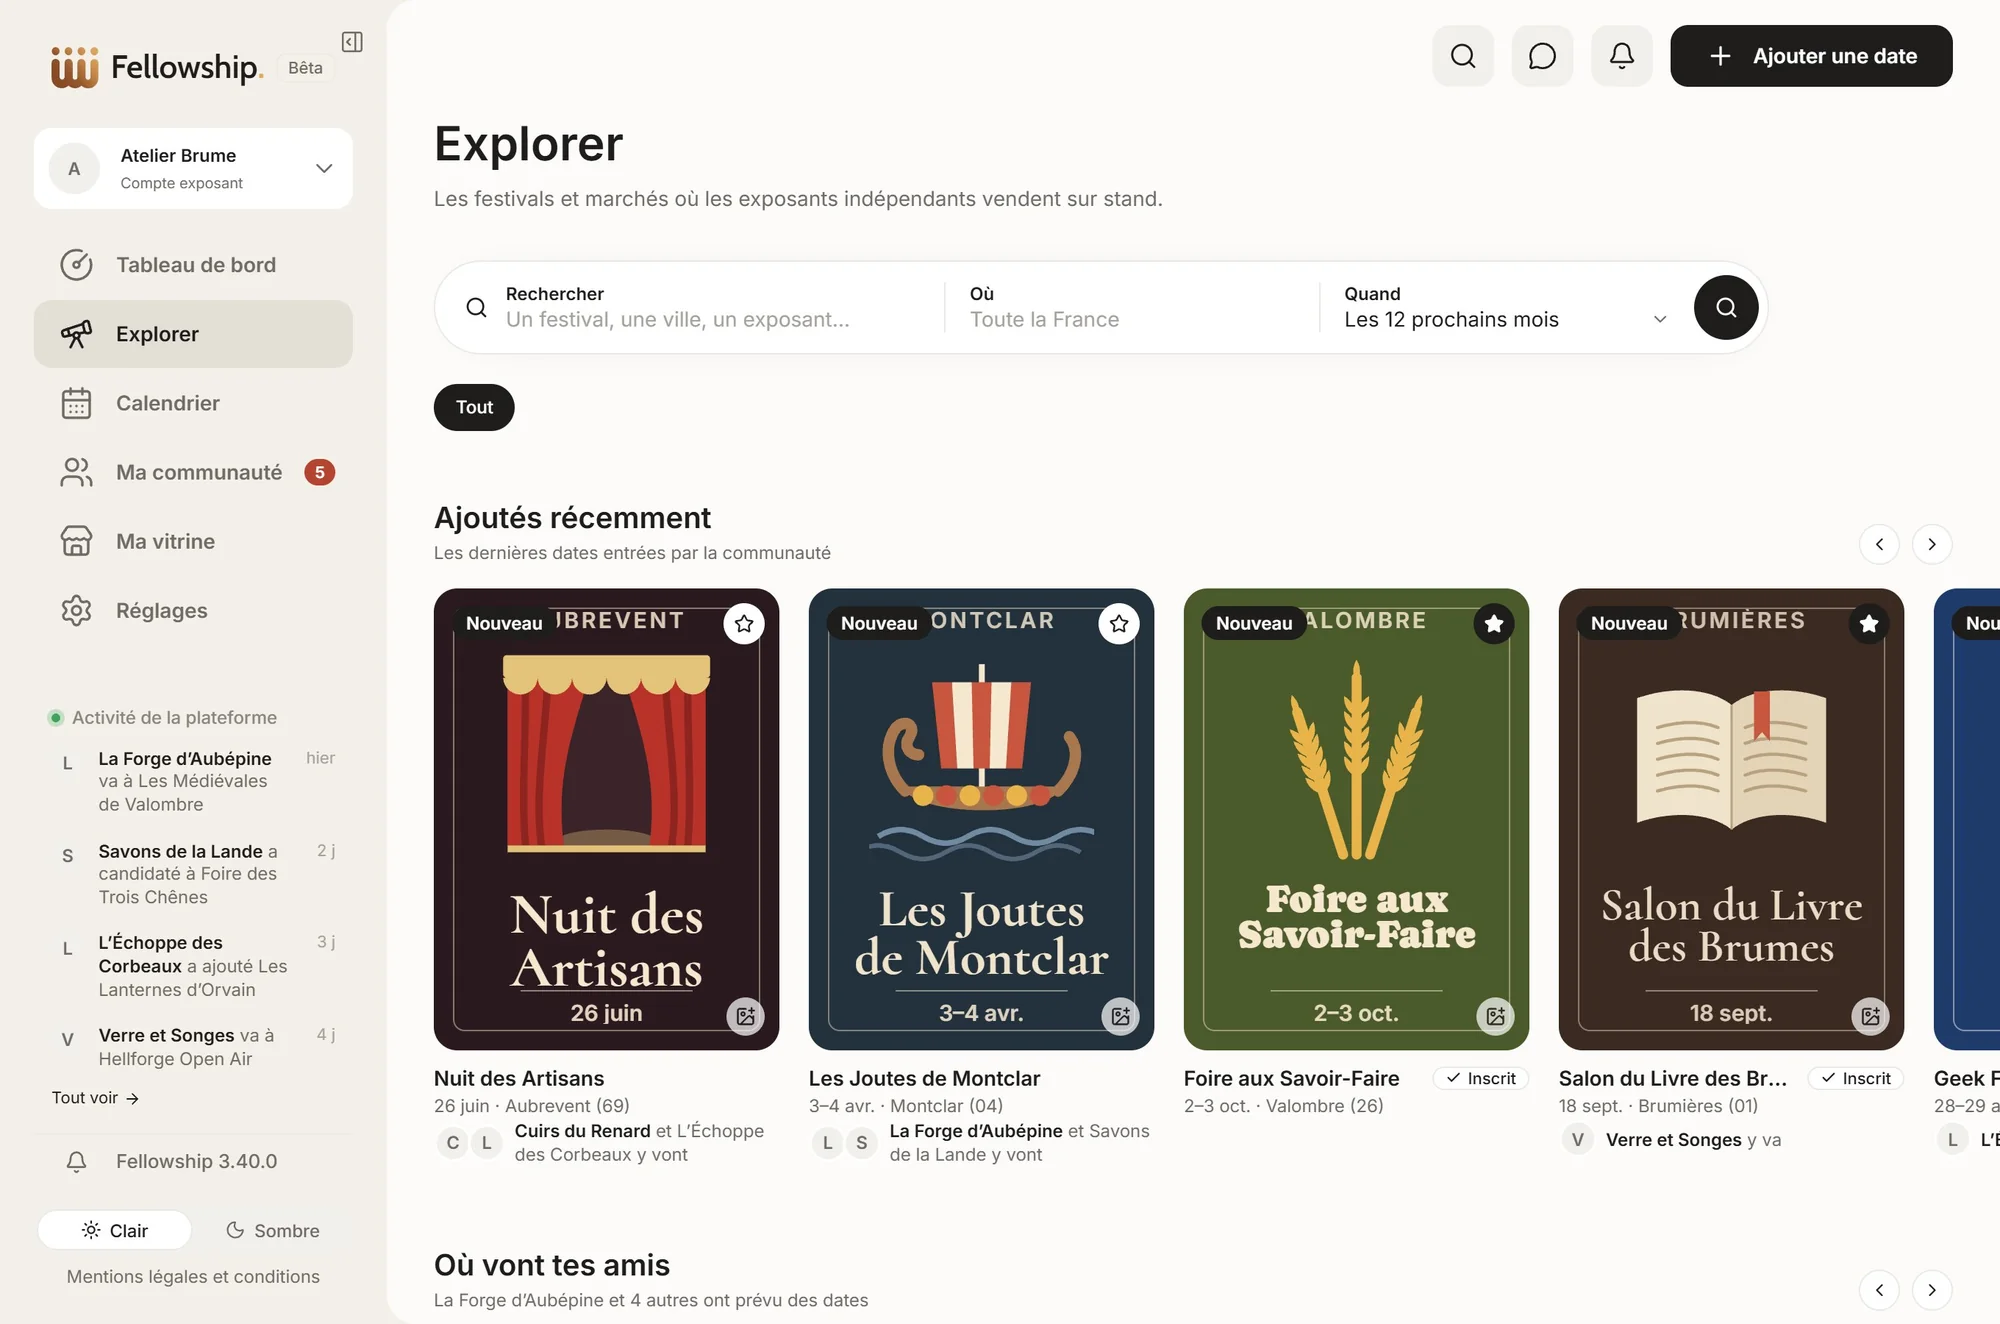 Fellowship.
Bêta
Atelier Brume
Compte exposant
Tableau de bord
Explorer
Calendrier
Ma communauté
5
Ma vitrine
Réglages
Activité de la plateforme
L
La Forge d’Aubépine
hier
va à Les Médiévales
de Valombre
S
Savons de la Lande a
2 j
candidaté à Foire des
Trois Chênes
L
L’Échoppe des
3 j
Corbeaux a ajouté Les
Lanternes d’Orvain
V
Verre et Songes va à
4 j
Hellforge Open Air
Tout voir →
Fellowship 3.40.0
Clair
Sombre
Mentions légales et conditions
Ajouter une date
Explorer
Les festivals et marchés où les exposants indépendants vendent sur stand.
Rechercher
Un festival, une ville, un exposant...
Où
Toute la France
Quand
Les 12 prochains mois
Tout
Ajoutés récemment
Les dernières dates entrées par la communauté
Nouveau
UBREVENT
Nuit des
Artisans
26 juin
Nuit des Artisans
26 juin · Aubrevent (69)
C
L
Cuirs du Renard et L’Échoppe
des Corbeaux y vont
Nouveau
ONTCLAR
Les Joutes
de Montclar
3–4 avr.
Les Joutes de Montclar
3–4 avr. · Montclar (04)
L
S
La Forge d’Aubépine et Savons
de la Lande y vont
Nouveau
ALOMBRE
Foire aux
Savoir-Faire
2–3 oct.
Foire aux Savoir-Faire
Inscrit
2–3 oct. · Valombre (26)
Nouveau
RUMIÈRES
Salon du Livre
des Brumes
18 sept.
Salon du Livre des Br...
Inscrit
18 sept. · Brumières (01)
V
Verre et Songes y va
Nou
Geek F
28–29 a
L
L’É
Où vont tes amis
La Forge d’Aubépine et 4 autres ont prévu des dates